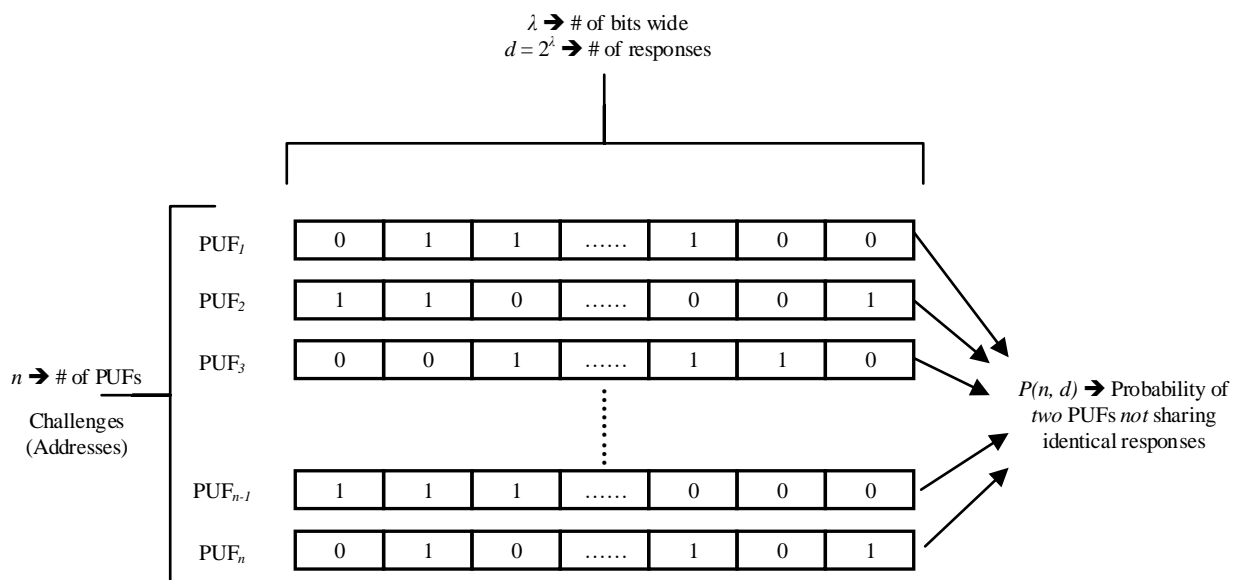 λ ➔ # of bits wide
d = 2^λ ➔ # of responses
PUF1 0 1 1 ...... 1 0 0
PUF2 1 1 0 ...... 0 0 1
PUF3 0 0 1 ...... 1 1 0
n ➔ # of PUFs
Challenges
(Addresses)
P(n, d) ➔ Probability of
two PUFs not sharing
identical responses
PUFn-1 1 1 1 ...... 0 0 0
PUFn 0 1 0 ...... 1 0 1